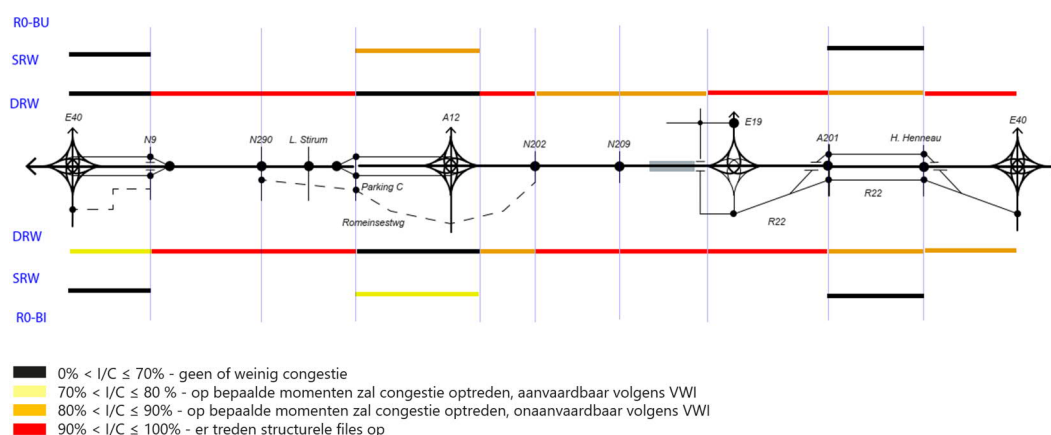 R0-BU
SRW
DRW
E40
N9
N290
L. Stirum
A12
N202
N209
E19
A201
H. Henneau
E40
Parking C
Romeinsestwg
R22
R22
DRW
SRW
R0-BI
0% < I/C ≤ 70% - geen of weinig congestie
70% < I/C ≤ 80 % - op bepaalde momenten zal congestie optreden, aanvaardbaar volgens VWI
80% < I/C ≤ 90% - op bepaalde momenten zal congestie optreden, onaanvaardbaar volgens VWI
90% < I/C ≤ 100% - er treden structurele files op